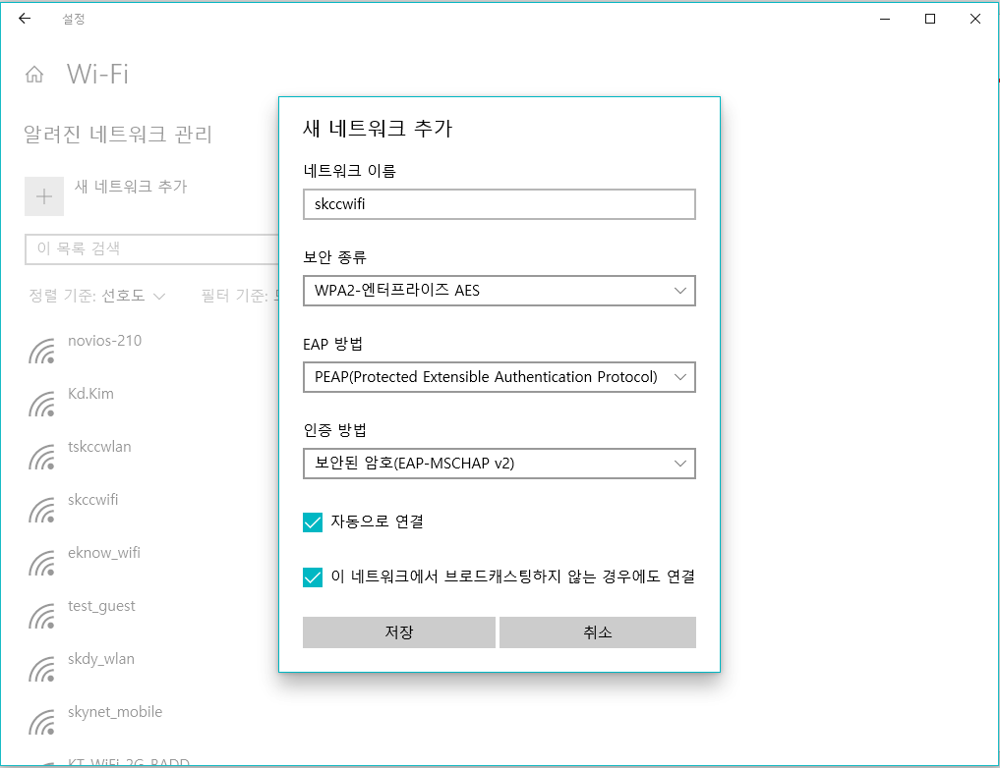 설정
Wi-Fi
알려진 네트워크 관리
새 네트워크 추가
이 목록 검색
정렬 기준: 선호도 필터 기준:
novios-210
Kd.Kim
tskccwlan
skccwifi
eknow_wifi
test_guest
skdy_wlan
skynet_mobile
KT_WiFi_2G_BADD
새 네트워크 추가
네트워크 이름
skccwifi
보안 종류
WPA2-엔터프라이즈 AES
EAP 방법
PEAP(Protected Extensible Authentication Protocol)
인증 방법
보안된 암호(EAP-MSCHAP v2)
자동으로 연결
이 네트워크에서 브로드캐스팅하지 않는 경우에도 연결
저장 취소